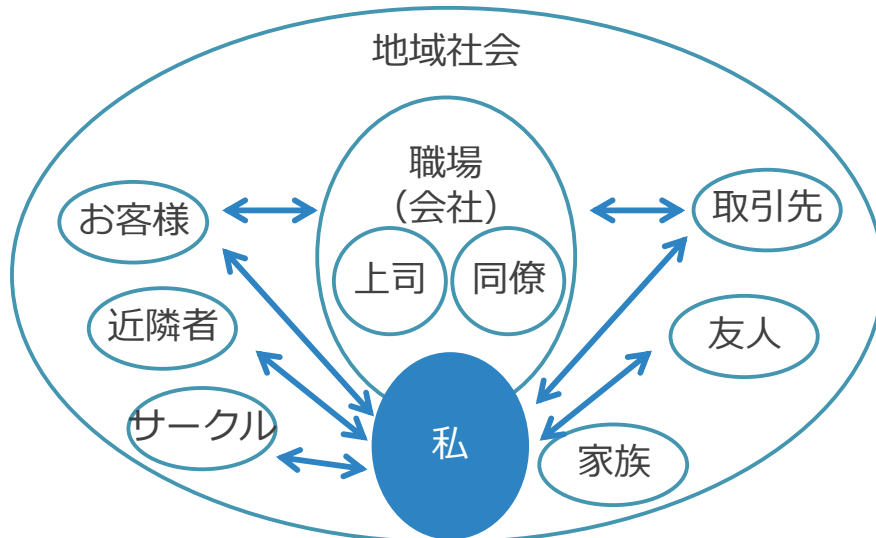 地域社会
職場
（会社）
お客様
取引先
上司
同僚
近隣者
友人
サークル
私
家族